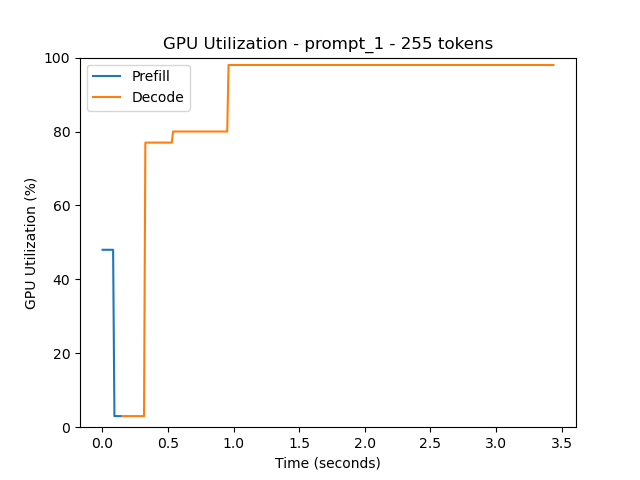 GPU Utilization - prompt_1 - 255 tokens
Prefill
Decode
GPU Utilization (%)
100
80
60
40
20
0
0.0 0.5 1.0 1.5 2.0 2.5 3.0 3.5
Time (seconds)